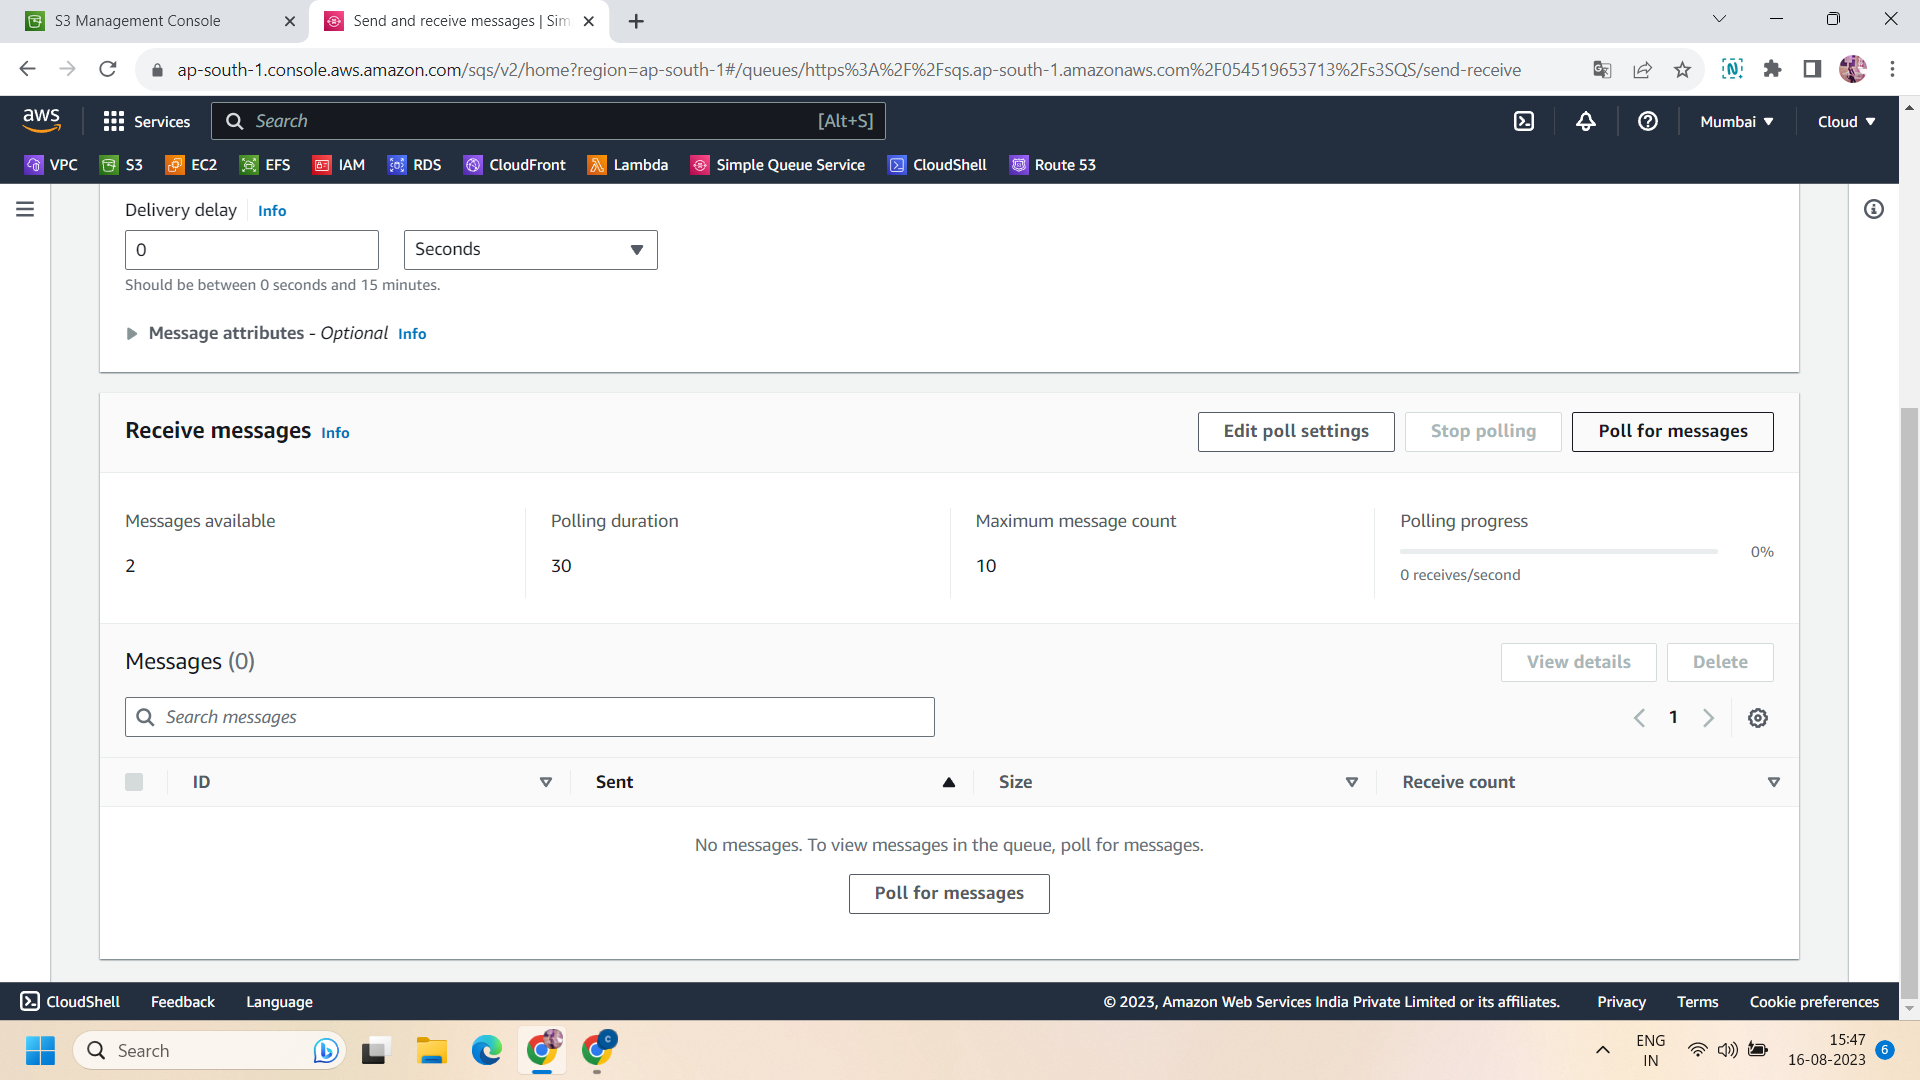 S3 Management Console
Send and receive messages | Sim
ap-south-1.console.aws.amazon.com/sqs/v2/home?region=ap-south-1#/queues/https%3A%2F%2Fsqs.ap-south-1.amazonaws.com%2F054519653713%2Fs3SQS/send-receive
aws
Services
Search
[Alt+S]
Mumbai
Cloud
VPC
S3
EC2
EFS
IAM
RDS
CloudFront
Lambda
Simple Queue Service
CloudShell
Route 53
Delivery delay Info
0
Seconds
Should be between 0 seconds and 15 minutes.
Message attributes - Optional Info
Receive messages Info
Edit poll settings
Stop polling
Poll for messages
Messages available
Polling duration
Maximum message count
Polling progress
2
30
10
0%
0 receives/second
Messages (0)
View details
Delete
Search messages
1
ID
Sent
Size
Receive count
No messages. To view messages in the queue, poll for messages.
Poll for messages
CloudShell
Feedback
Language
© 2023, Amazon Web Services India Private Limited or its affiliates.
Privacy
Terms
Cookie preferences
Search
C
ENG
IN
15:47
16-08-2023
6